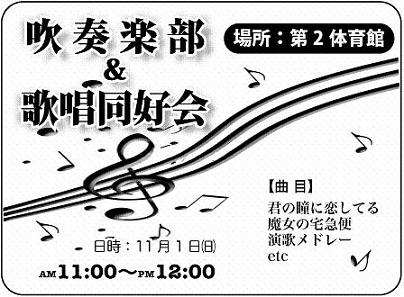 吹奏楽部
場所：第2体育館
&
歌唱同好会
【曲 目】
君の瞳に恋してる
魔女の宅急便
演歌メドレー
etc
日時：11月1日(日)
AM11:00～PM12:00